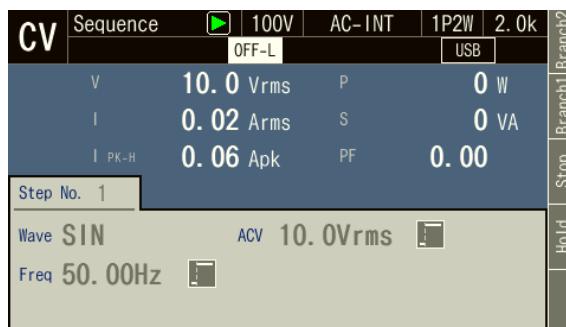 CV Sequence 100V AC-INT 1P2W 2.0k
OFF-L USB
V 10.0 Vrms P 0 W
I 0.02 Arms S 0 VA
I PK-H 0.06 Apk PF 0.00
Step No. 1
Wave SIN ACV 10.0Vrms
Freq 50.00Hz
Branch2
Branch1
Stop
Hold